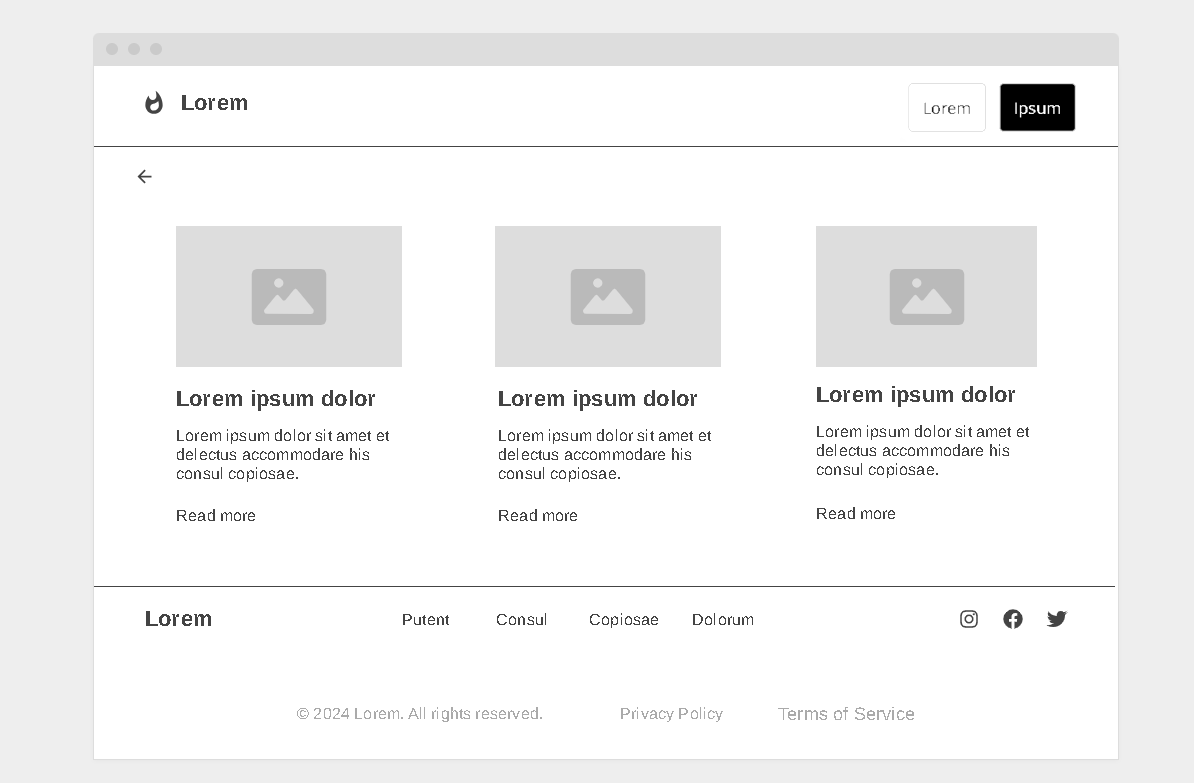 Lorem
Lorem
Ipsum
Lorem ipsum dolor
Lorem ipsum dolor sit amet et
delectus accommodare his
consul copiosae.
Read more
Lorem ipsum dolor
Lorem ipsum dolor sit amet et
delectus accommodare his
consul copiosae.
Read more
Lorem ipsum dolor
Lorem ipsum dolor sit amet et
delectus accommodare his
consul copiosae.
Read more
Lorem
Putent
Consul
Copiosae
Dolorum
© 2024 Lorem. All rights reserved.
Privacy Policy
Terms of Service